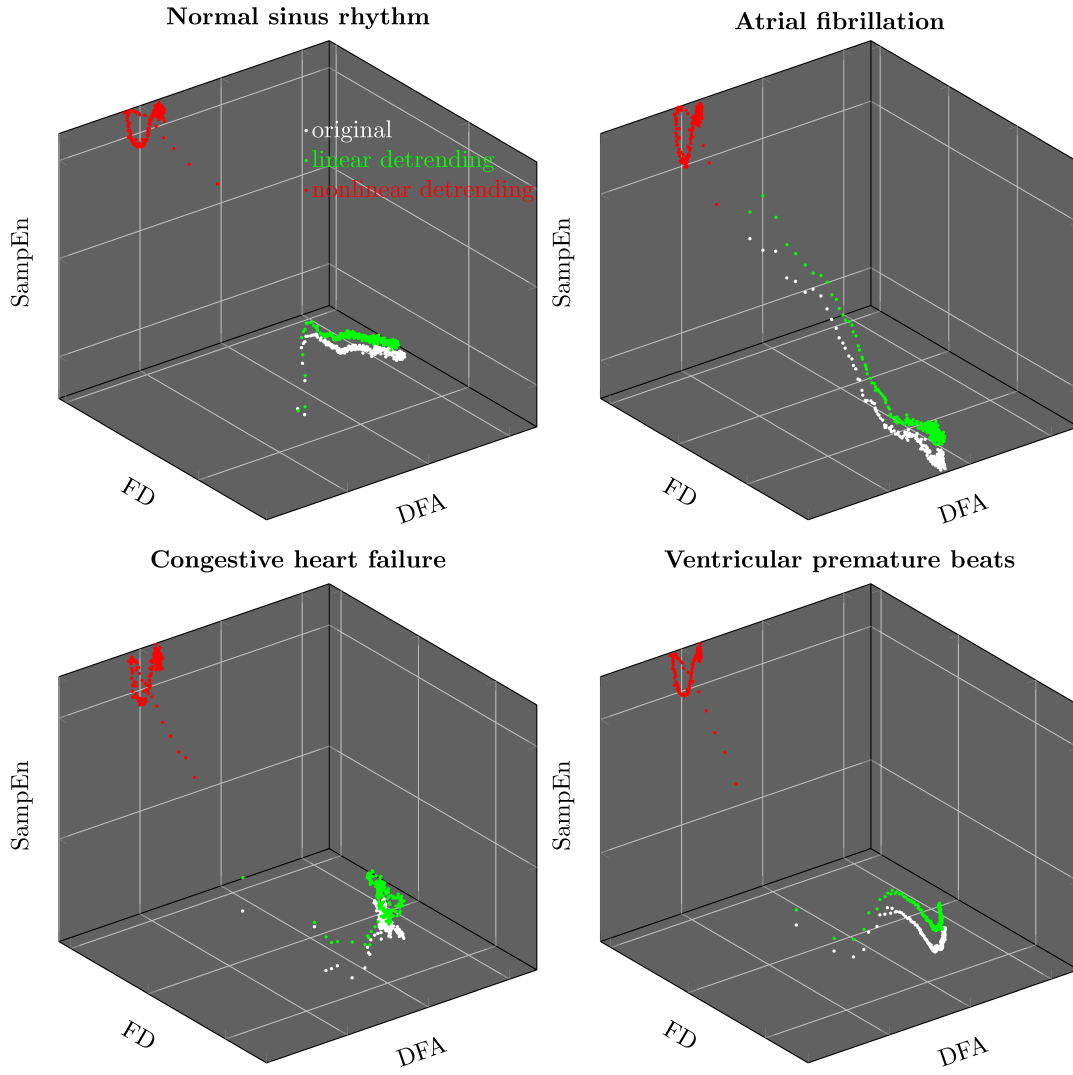 Normal sinus rhythm
Atrial fibrillation
original
linear detrending
nonlinear detrending
SampEn
SampEn
FD
DFA
FD
DFA
Congestive heart failure
Ventricular premature beats
SampEn
SampEn
FD
DFA
FD
DFA